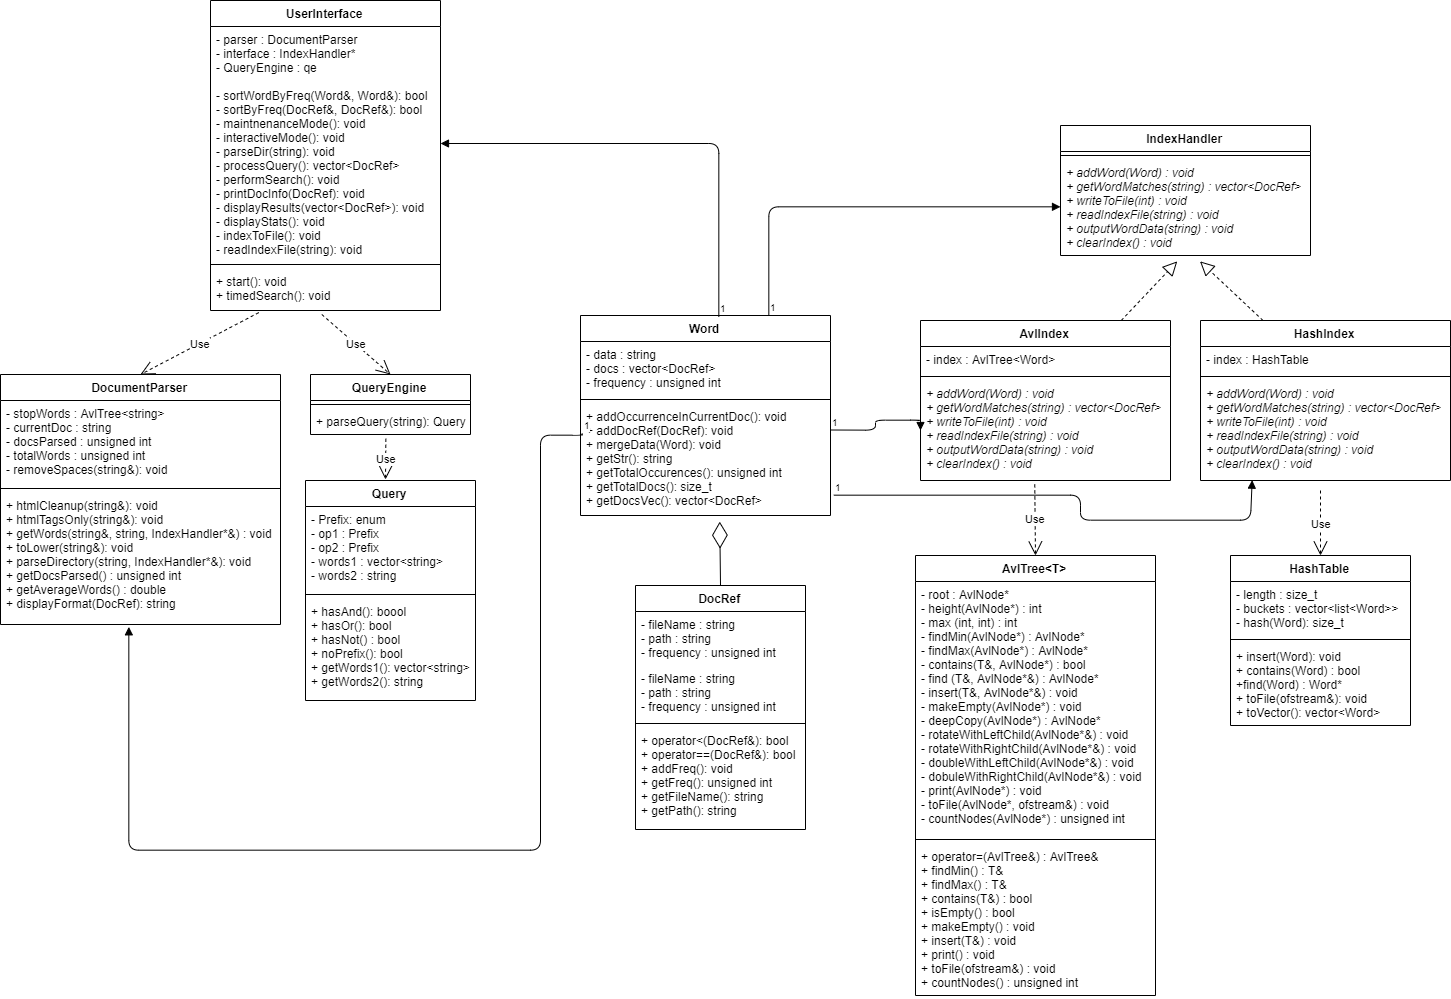 UserInterface
- parser : DocumentParser
- interface : IndexHandler*
- QueryEngine : qe
- sortWordByFreq(Word&, Word&): bool
- sortByFreq(DocRef&, DocRef&): bool
- maintnenanceMode(): void
- interactiveMode(): void
- parseDir(string): void
- processQuery(): vector<DocRef>
- performSearch(): void
- printDocInfo(DocRef): void
- displayResults(vector<DocRef>): void
- displayStats(): void
- indexToFile(): void
- readIndexFile(string): void
+ start(): void
+ timedSearch(): void
IndexHandler
+ addWord(Word) : void
+ getWordMatches(string) : vector<DocRef>
+ writeToFile(int) : void
+ readIndexFile(string) : void
+ outputWordData(string) : void
+ clearIndex() : void
Use
Use
1
1
DocumentParser
- stopWords : AvlTree<string>
- currentDoc : string
- docsParsed : unsigned int
- totalWords : unsigned int
- removeSpaces(string&): void
+ htmlCleanup(string&): void
+ htmlTagsOnly(string&): void
+ getWords(string&, string, IndexHandler*&) : void
+ toLower(string&): void
+ parseDirectory(string, IndexHandler*&): void
+ getDocsParsed() : unsigned int
+ getAverageWords() : double
+ displayFormat(DocRef): string
QueryEngine
+ parseQuery(string): Query
Use
Query
- Prefix: enum
- op1 : Prefix
- op2 : Prefix
- words1 : vector<string>
- words2 : string
+ hasAnd(): boool
+ hasOr(): bool
+ hasNot() : bool
+ noPrefix(): bool
+ getWords1(): vector<string>
+ getWords2(): string
Word
- data : string
- docs : vector<DocRef>
- frequency : unsigned int
+ addOccurrenceInCurrentDoc(): void
- addDocRef(DocRef): void
+ mergeData(Word): void
+ getStr(): string
+ getTotalOccurences(): unsigned int
+ getTotalDocs(): size_t
+ getDocsVec(): vector<DocRef>
1
1
1
DocRef
- fileName : string
- path : string
- frequency : unsigned int
- fileName : string
- path : string
- frequency : unsigned int
+ operator<(DocRef&): bool
+ operator==(DocRef&): bool
+ addFreq(): void
+ getFreq(): unsigned int
+ getFileName(): string
+ getPath(): string
AvlIndex
- index : AvlTree<Word>
+ addWord(Word) : void
+ getWordMatches(string) : vector<DocRef>
+ writeToFile(int) : void
+ readIndexFile(string) : void
+ outputWordData(string) : void
+ clearIndex() : void
Use
HashIndex
- index : HashTable
+ addWord(Word) : void
+ getWordMatches(string) : vector<DocRef>
+ writeToFile(int) : void
+ readIndexFile(string) : void
+ outputWordData(string) : void
+ clearIndex() : void
Use
AvlTree<T>
- root : AvlNode*
- height(AvlNode*) : int
- max (int, int) : int
- findMin(AvlNode*) : AvlNode*
- findMax(AvlNode*) : AvlNode*
- contains(T&, AvlNode*) : bool
- find (T&, AvlNode*&) : AvlNode*
- insert(T&, AvlNode*&) : void
- makeEmpty(AvlNode*) : void
- deepCopy(AvlNode*) : AvlNode*
- rotateWithLeftChild(AvlNode*&) : void
- rotateWithRightChild(AvlNode*&) : void
- doubleWithLeftChild(AvlNode*&) : void
- dobuleWithRightChild(AvlNode*&) : void
- print(AvlNode*) : void
- toFile(AvlNode*, ofstream&) : void
- countNodes(AvlNode*) : unsigned int
+ operator=(AvlTree&) : AvlTree&
+ findMin() : T&
+ findMax() : T&
+ contains(T&) : bool
+ isEmpty() : bool
+ makeEmpty() : void
+ insert(T&) : void
+ print() : void
+ toFile(ofstream&) : void
+ countNodes() : unsigned int
HashTable
- length : size_t
- buckets : vector<list<Word>>
- hash(Word): size_t
+ insert(Word): void
+ contains(Word) : bool
+find(Word) : Word*
+ toFile(ofstream&): void
+ toVector(): vector<Word>